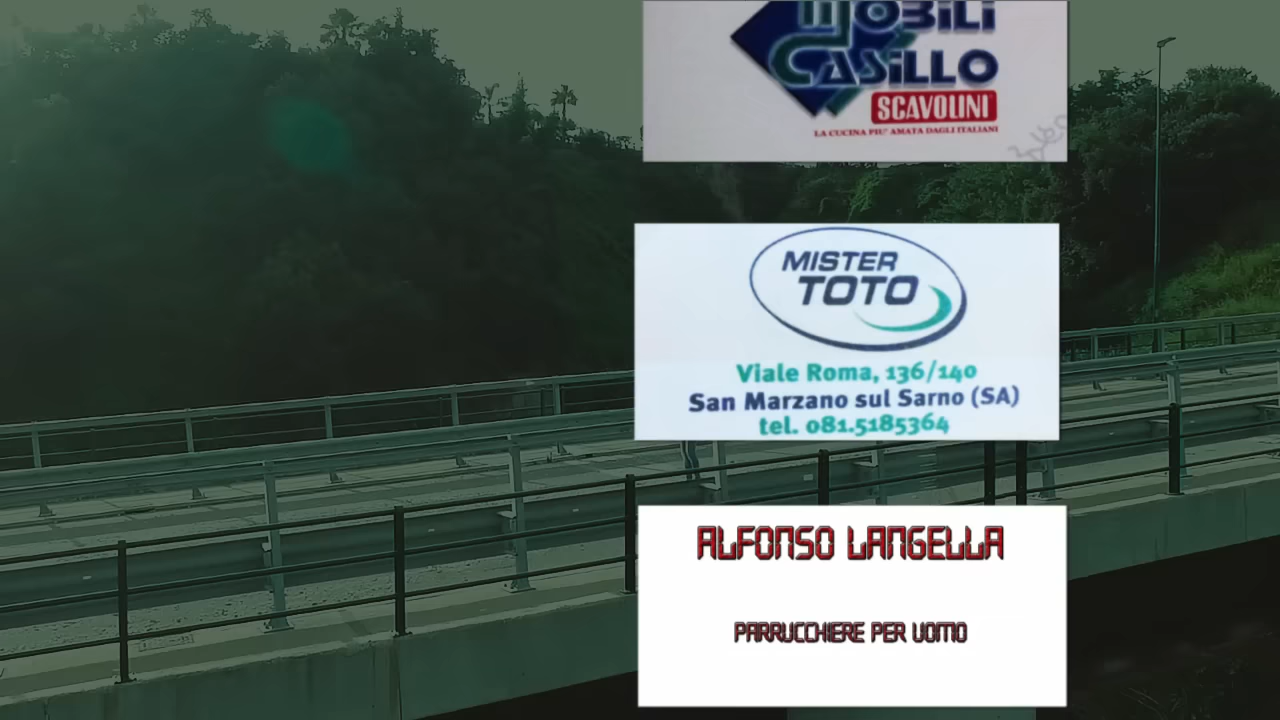 MOBILI
CASILLO
SCAVOLINI
LA CUCINA PIU' AMATA DAGLI ITALIANI
MISTER
TOTO
Viale Roma, 136/140
San Marzano sul Sarno (SA)
tel. 081.5185364
ALFONSO LANGELLA
PARRUCCHIERE PER UOMO